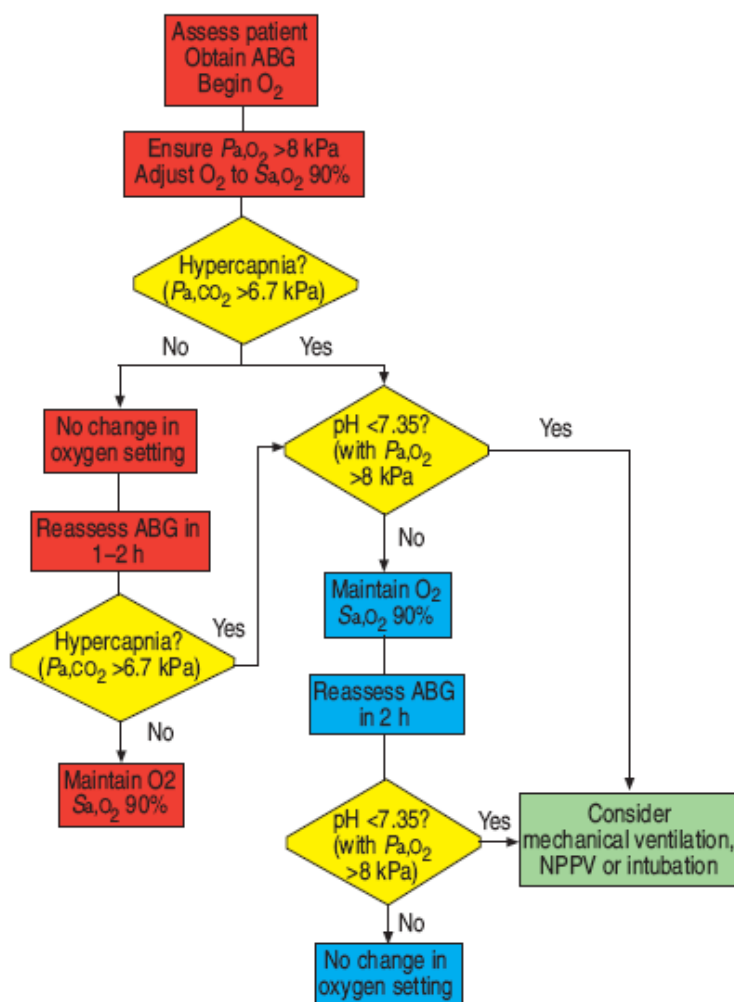 Assess patient
Obtain ABG
Begin O₂
Ensure Pa,O₂ >8 kPa
Adjust O₂ to Sa,O₂ 90%
Hypercapnia?
(Pa,CO₂ >6.7 kPa)
No
Yes
No change in
oxygen setting
Reassess ABG in
1–2 h
Hypercapnia?
(Pa,CO₂ >6.7 kPa)
Yes
No
Maintain O2
Sa,O₂ 90%
pH <7.35?
(with Pa,O₂
>8 kPa
Yes
No
Maintain O₂
Sa,O₂ 90%
Reassess ABG
in 2 h
pH <7.35?
(with Pa,O₂
>8 kPa)
Yes
No
No change in
oxygen setting
Consider
mechanical ventilation,
NPPV or intubation